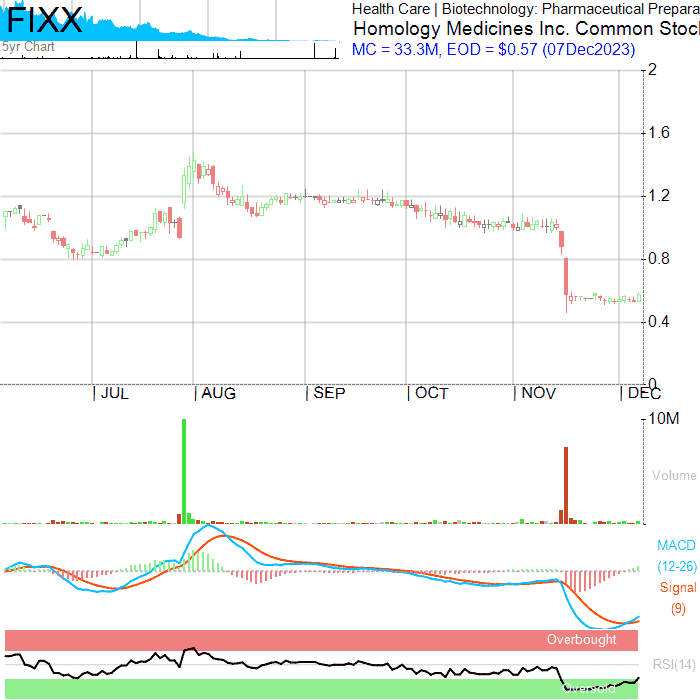 FIXX
5yr Chart
Health Care | Biotechnology: Pharmaceutical Prepara
Homology Medicines Inc. Common Stoc
MC = 33.3M, EOD = $0.57 (07Dec2023)
2
1.6
1.2
1
0.8
0.4
0
JUL AUG SEP OCT NOV DEC
10M
Volume
MACD
(12-26)
Signal
(9)
Overbought
RSI(14)
Oversold